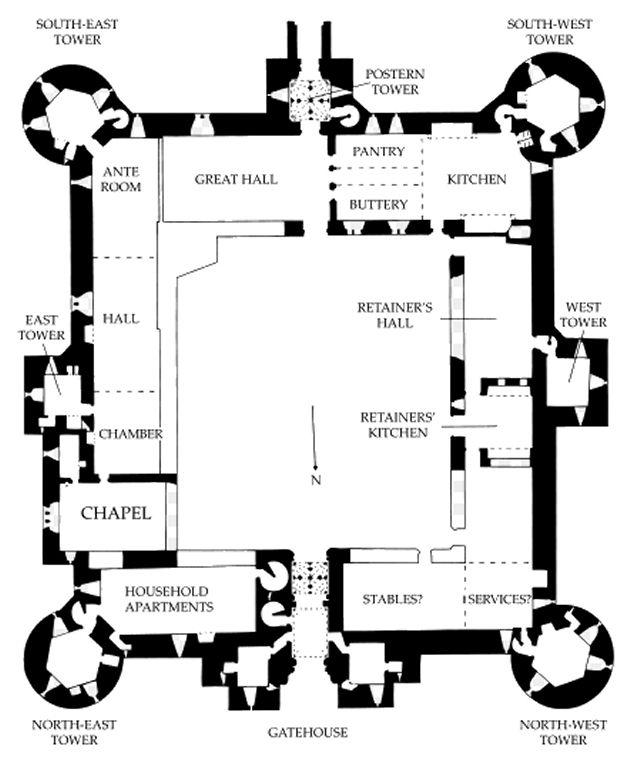 SOUTH-EAST
TOWER
SOUTH-WEST
TOWER
POSTERN
TOWER
ANTE
ROOM
GREAT HALL
PANTRY
BUTTERY
KITCHEN
HALL
EAST
TOWER
RETAINER'S
HALL
WEST
TOWER
CHAMBER
RETAINERS'
KITCHEN
N
CHAPEL
HOUSEHOLD
APARTMENTS
STABLES?
SERVICES?
NORTH-EAST
TOWER
GATEHOUSE
NORTH-WEST
TOWER